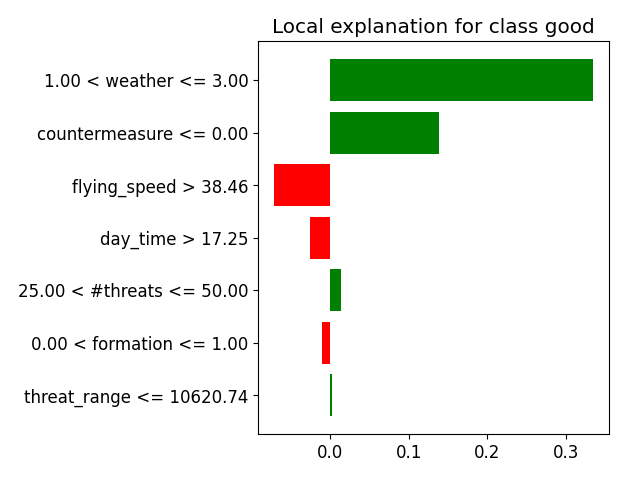 Local explanation for class good
1.00 < weather <= 3.00
countermeasure <= 0.00
flying_speed > 38.46
day_time > 17.25
25.00 < #threats <= 50.00
0.00 < formation <= 1.00
threat_range <= 10620.74
0.0 0.1 0.2 0.3